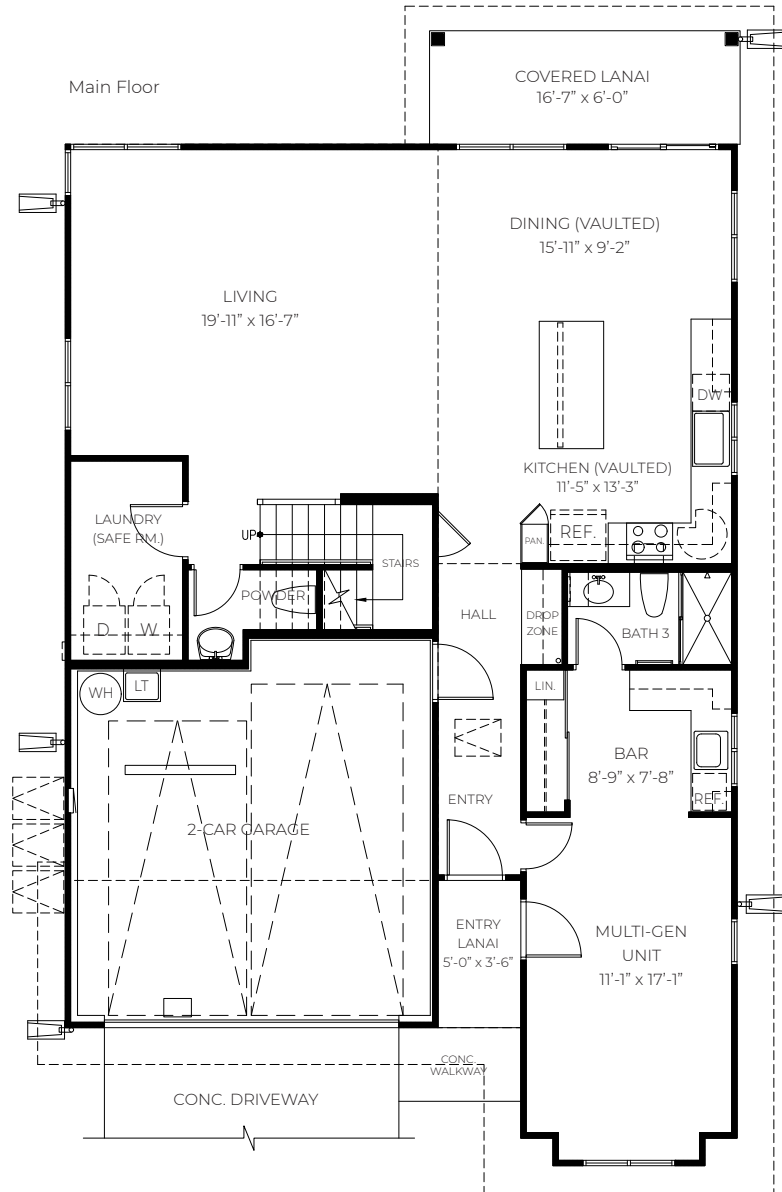 Main Floor
COVERED LANAI
16’-7” x 6’-0”
DINING (VAULTED)
15’-11” x 9’-2”
LIVING
19’-11” x 16’-7”
DW
KITCHEN (VAULTED)
11’-5” x 13’-3”
LAUNDRY
(SAFE RM.)
UP
STAIRS
PAN.
REF.
POWDER
D
W
HALL
DROP
ZONE
BATH 3
WH
LT
LIN.
BAR
8’-9” x 7’-8”
REF.
ENTRY
2-CAR GARAGE
ENTRY
LANAI
5’-0” x 3’-6”
MULTI-GEN
UNIT
11’-1” x 17’-1”
CONC.
WALKWAY
CONC. DRIVEWAY